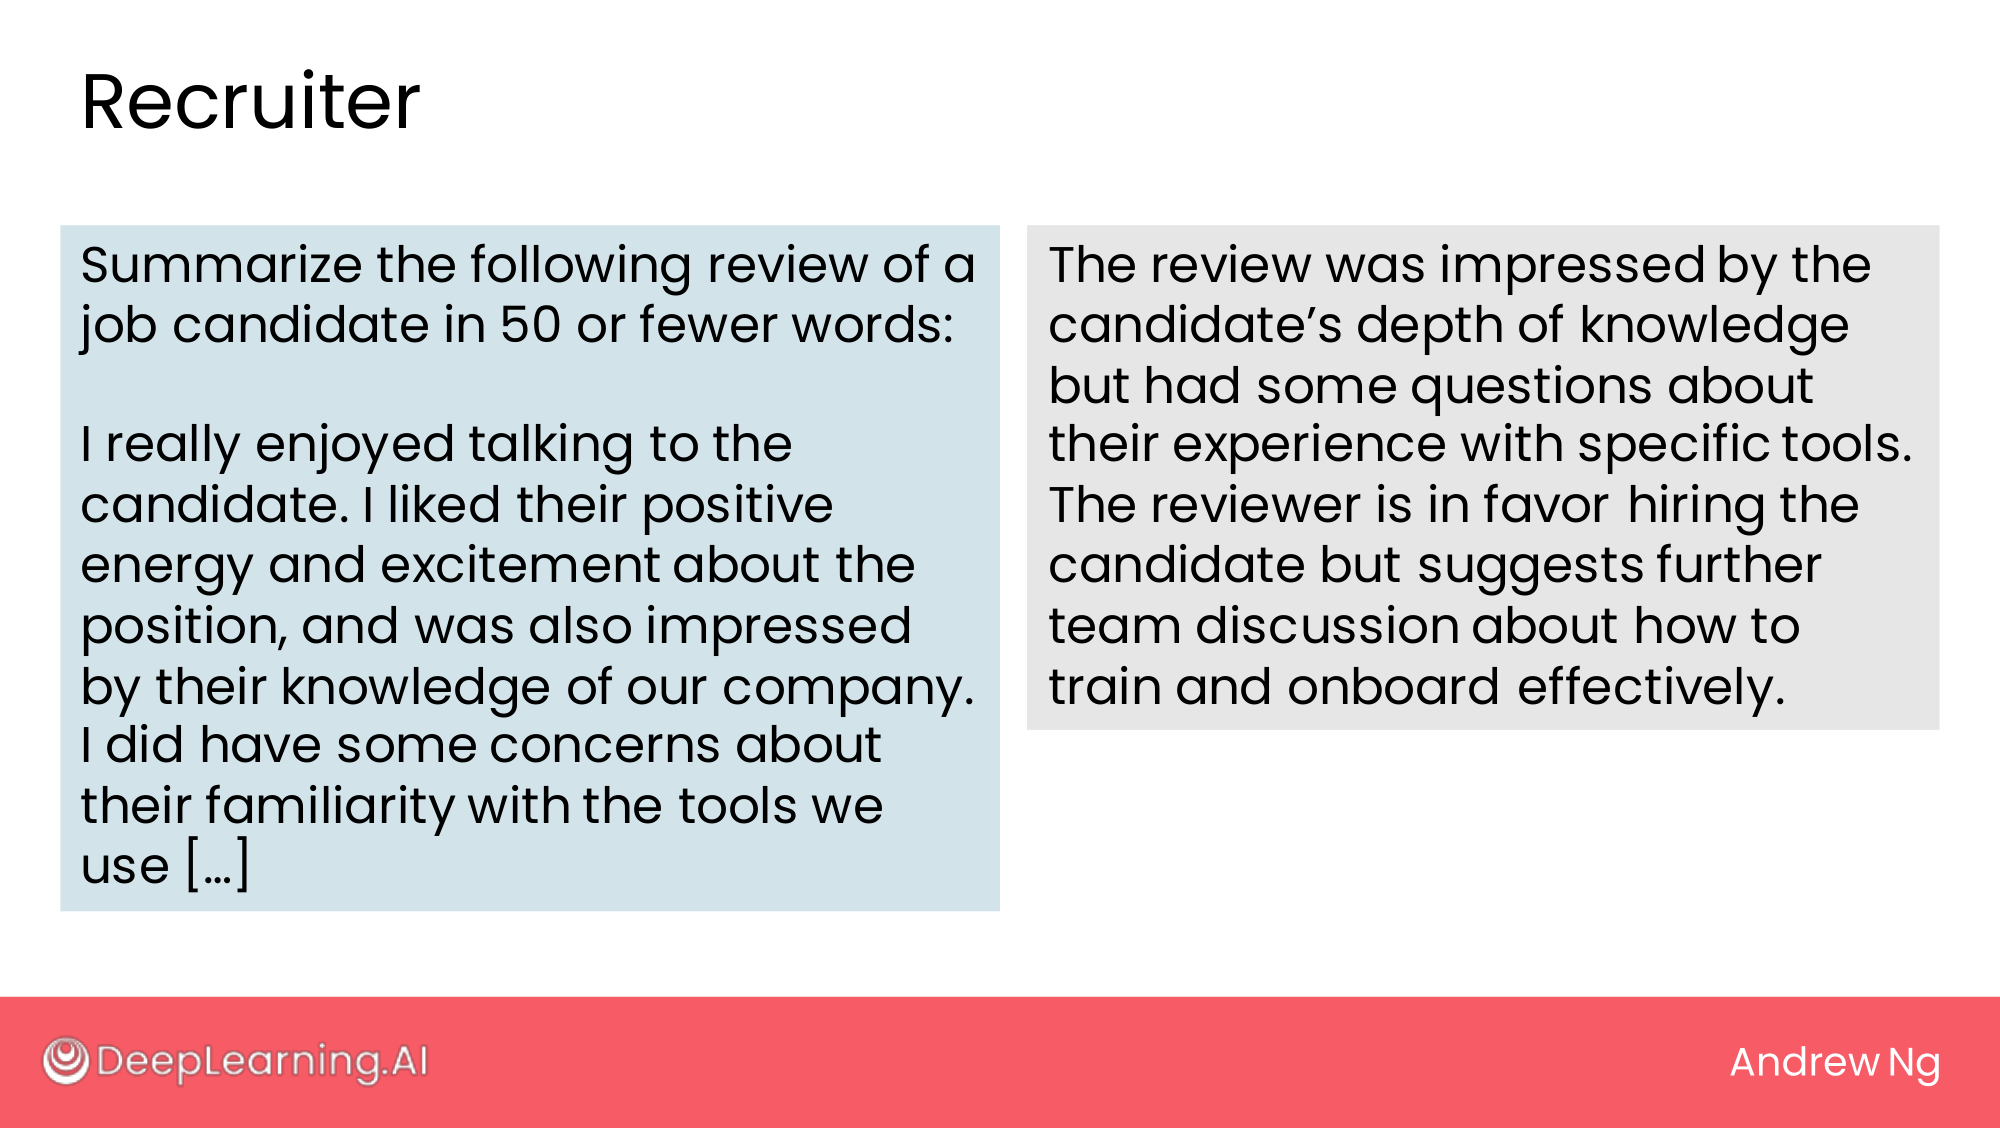 Recruiter
Summarize the following review of a
job candidate in 50 or fewer words:
I really enjoyed talking to the
candidate. I liked their positive
energy and excitement about the
position, and was also impressed
by their knowledge of our company.
I did have some concerns about
their familiarity with the tools we
use […]
The review was impressed by the
candidate’s depth of knowledge
but had some questions about
their experience with specific tools.
The reviewer is in favor hiring the
candidate but suggests further
team discussion about how to
train and onboard effectively.
DeepLearning.AI
Andrew Ng